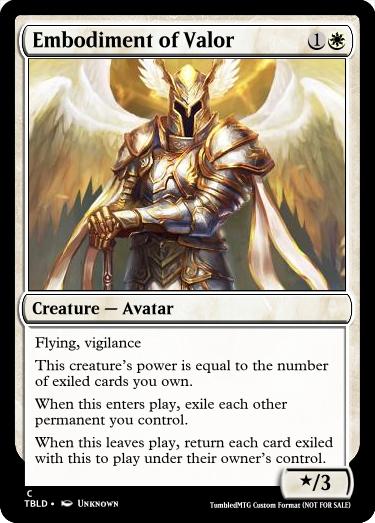 Embodiment of Valor 1
Creature — Avatar
Flying, vigilance
This creature's power is equal to the number
of exiled cards you own.
When this enters play, exile each other
permanent you control.
When this leaves play, return each card exiled
with this to play under their owner's control.
★/3
C
TBLD • Unknown
TumbledMTG Custom Format (NOT FOR SALE)